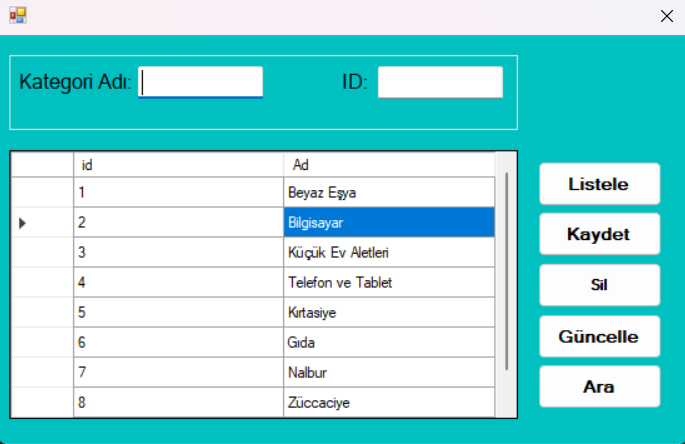 Kategori Adı: ID:
id Ad
1 Beyaz Eşya
2 Bilgisayar
3 Küçük Ev Aletleri
4 Telefon ve Tablet
5 Kırtasiye
6 Gıda
7 Nalbur
8 Züccaciye
Listele
Kaydet
Sil
Güncelle
Ara